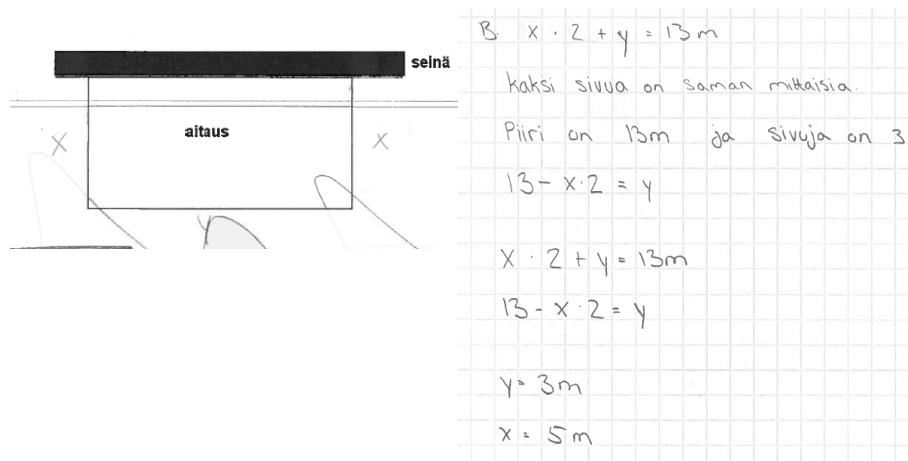 seinä
aitaus
x
x
y
B. x · 2 + y = 13m
kaksi sivua on saman mittaisia.
Piiri on 13m ja sivuja on 3
13 - x · 2 = y
x · 2 + y = 13m
13 - x · 2 = y
y = 3m
x = 5m